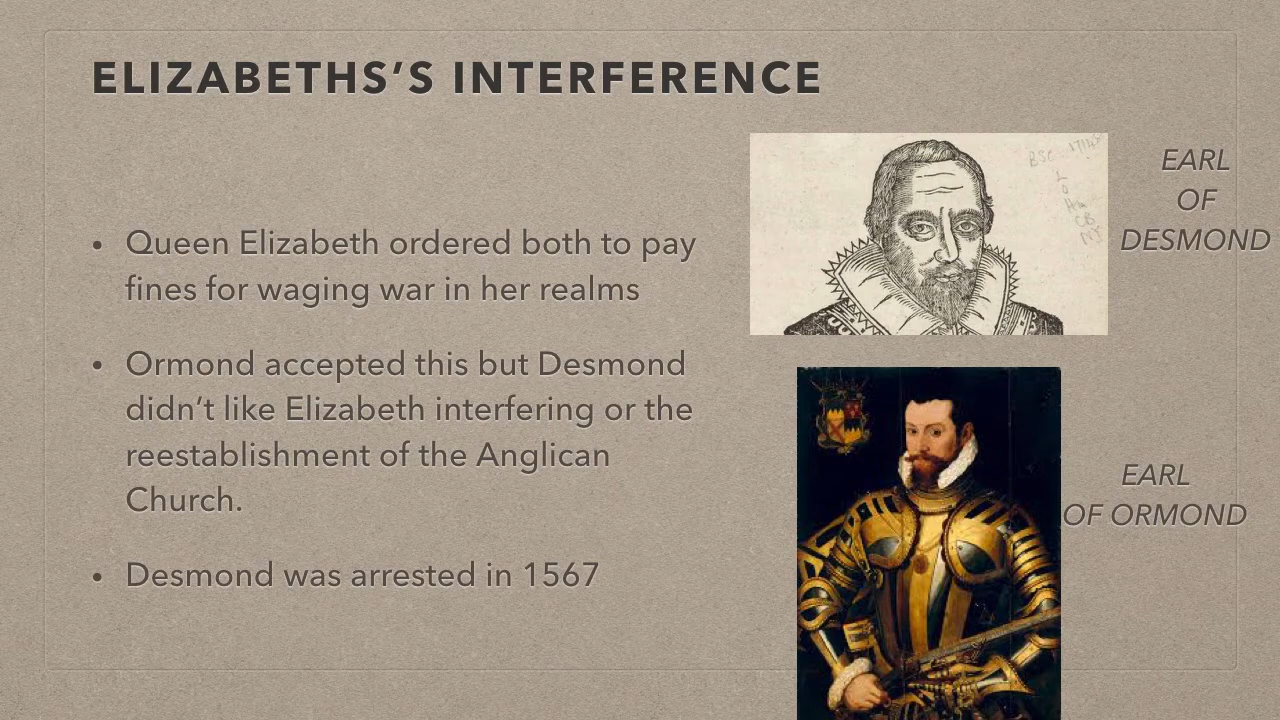 ELIZABETHS’S INTERFERENCE
• Queen Elizabeth ordered both to pay
fines for waging war in her realms
• Ormond accepted this but Desmond
didn’t like Elizabeth interfering or the
reestablishment of the Anglican
Church.
• Desmond was arrested in 1567
EARL
OF
DESMOND
EARL
OF ORMOND